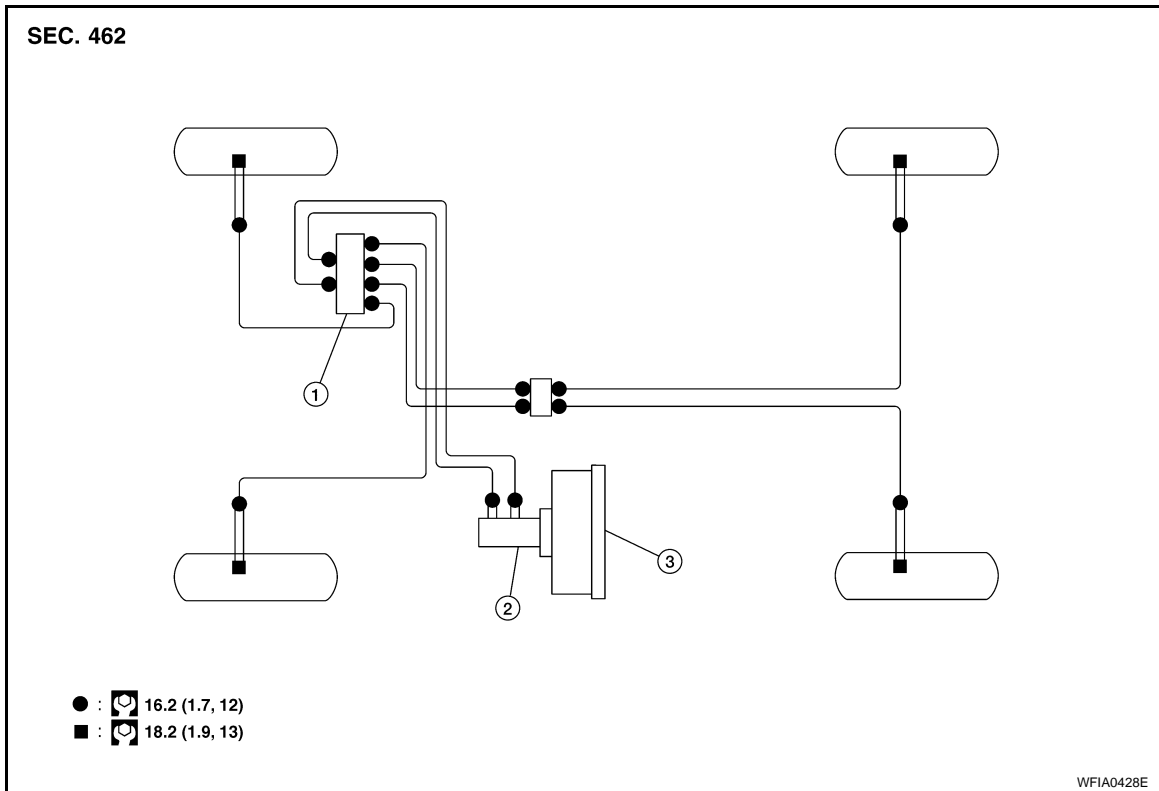 SEC. 462
1
3
2
● : 16.2 (1.7, 12)
■ : 18.2 (1.9, 13)
WFIA0428E